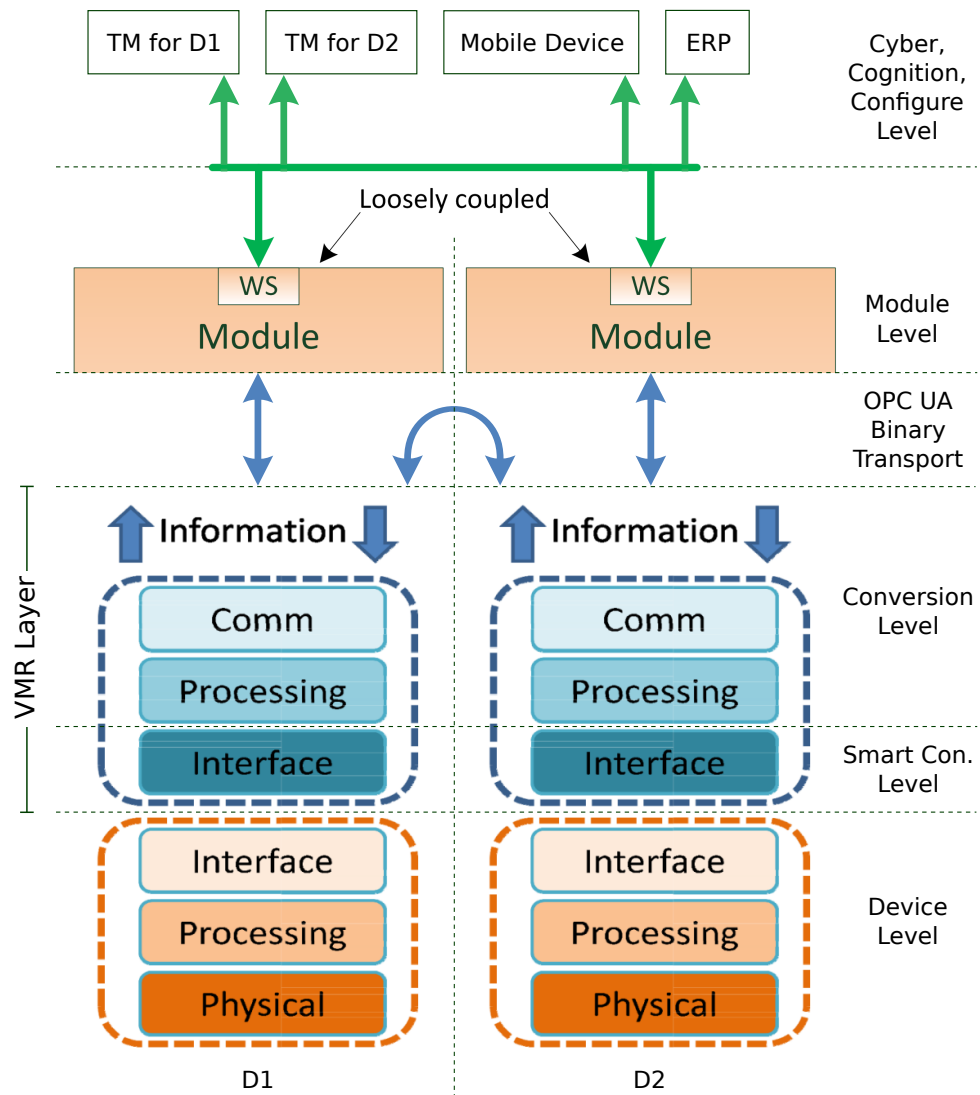 TM for D1
TM for D2
Mobile Device
ERP
Cyber,
Cognition,
Configure
Level
Loosely coupled
WS
Module
WS
Module
Module
Level
OPC UA
Binary
Transport
VMR Layer
Information
Information
Comm
Comm
Conversion
Level
Processing
Processing
Interface
Interface
Smart Con.
Level
Interface
Interface
Processing
Processing
Device
Level
Physical
Physical
D1
D2